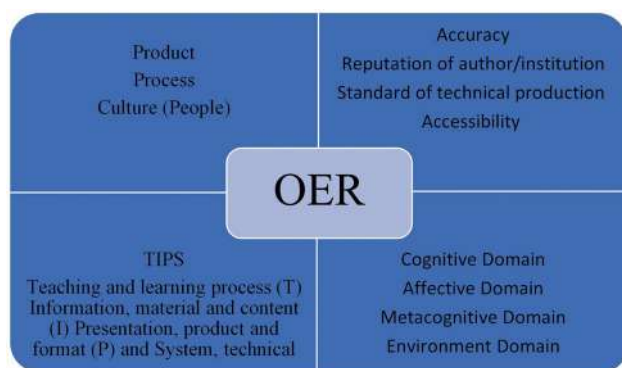 Product
Process
Culture (People)
Accuracy
Reputation of author/institution
Standard of technical production
Accessibility
OER
TIPS
Teaching and learning process (T)
Information, material and content
(I) Presentation, product and
format (P) and System, technical
Cognitive Domain
Affective Domain
Metacognitive Domain
Environment Domain